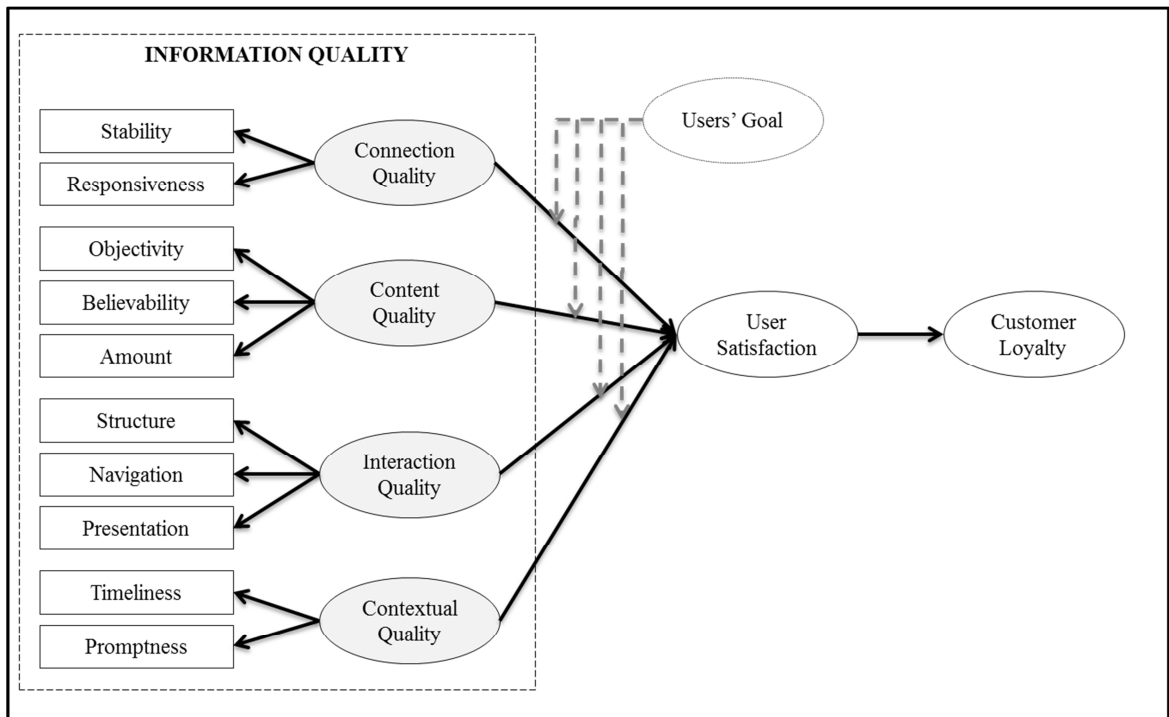 INFORMATION QUALITY
Stability
Responsiveness
Connection
Quality
Users’ Goal
Objectivity
Believability
Amount
Content
Quality
User
Satisfaction
Customer
Loyalty
Structure
Navigation
Presentation
Interaction
Quality
Timeliness
Promptness
Contextual
Quality